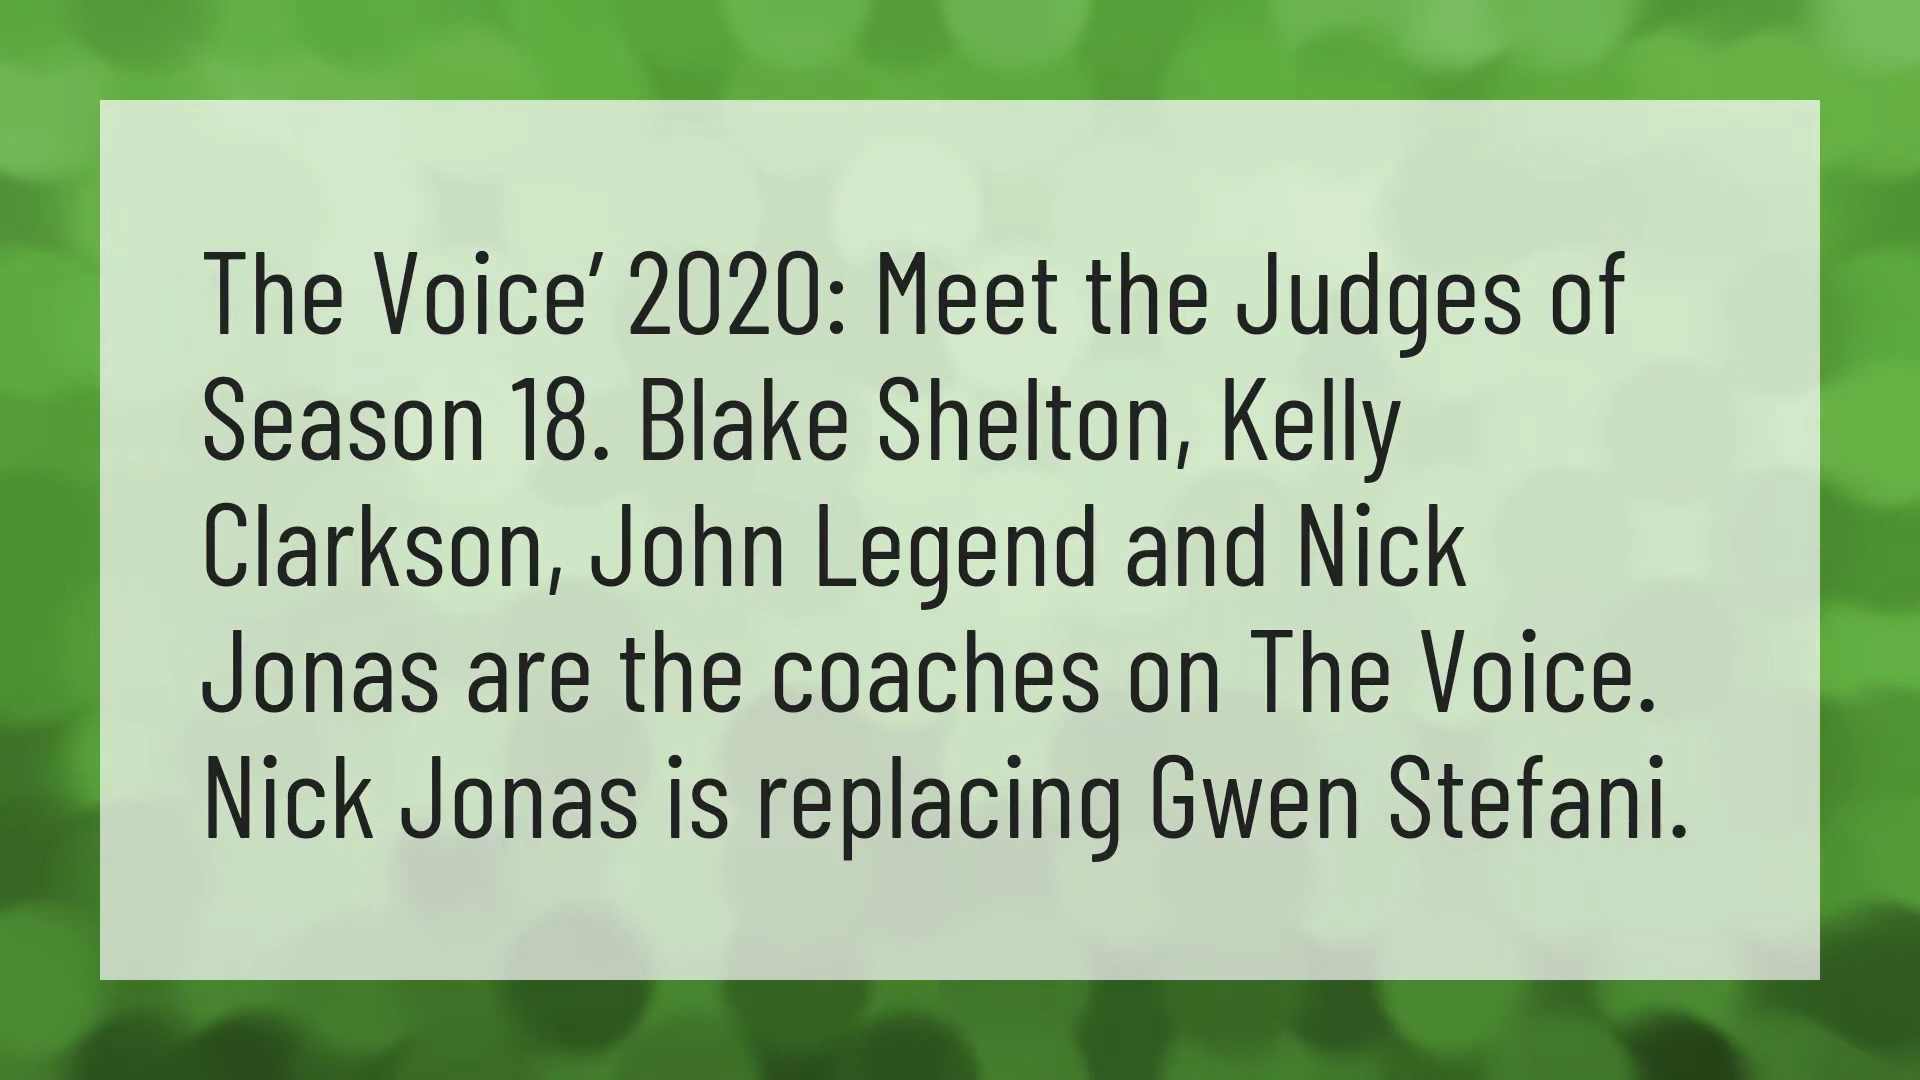 The Voice’ 2020: Meet the Judges of
Season 18. Blake Shelton, Kelly
Clarkson, John Legend and Nick
Jonas are the coaches on The Voice.
Nick Jonas is replacing Gwen Stefani.